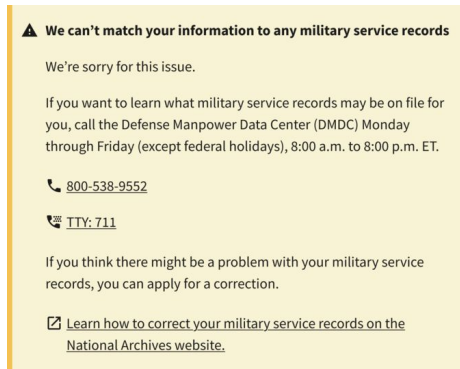 We can't match your information to any military service records
We're sorry for this issue.
If you want to learn what military service records may be on file for
you, call the Defense Manpower Data Center (DMDC) Monday
through Friday (except federal holidays), 8:00 a.m. to 8:00 p.m. ET.
800-538-9552
TTY: 711
If you think there might be a problem with your military service
records, you can apply for a correction.
Learn how to correct your military service records on the
National Archives website.